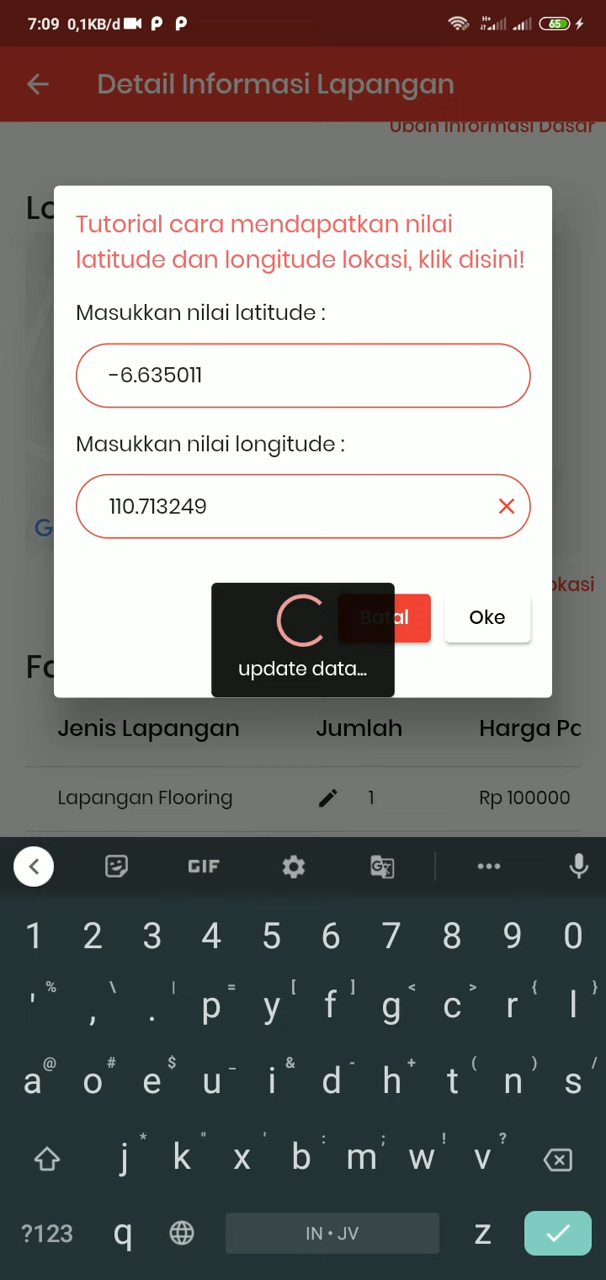 7:09 0,1KB/d
65
Detail Informasi Lapangan
Ubah Informasi Dasar
Lo
Tutorial cara mendapatkan nilai
latitude dan longitude lokasi, klik disini!
Masukkan nilai latitude :
-6.635011
Masukkan nilai longitude :
110.713249
G
okasi
Batal
Oke
update data...
Fa
Jenis Lapangan Jumlah Harga Pa
Lapangan Flooring 1 Rp 100000
GIF
1 2 3 4 5 6 7 8 9 0
% \ | = [ ] < > { }
' , . p y f g c r l
@ # $ _ & - + ( ) /
a o e u i d h t n s
* " ' : ; ! ?
j k x b m w v
?123 q IN • JV z